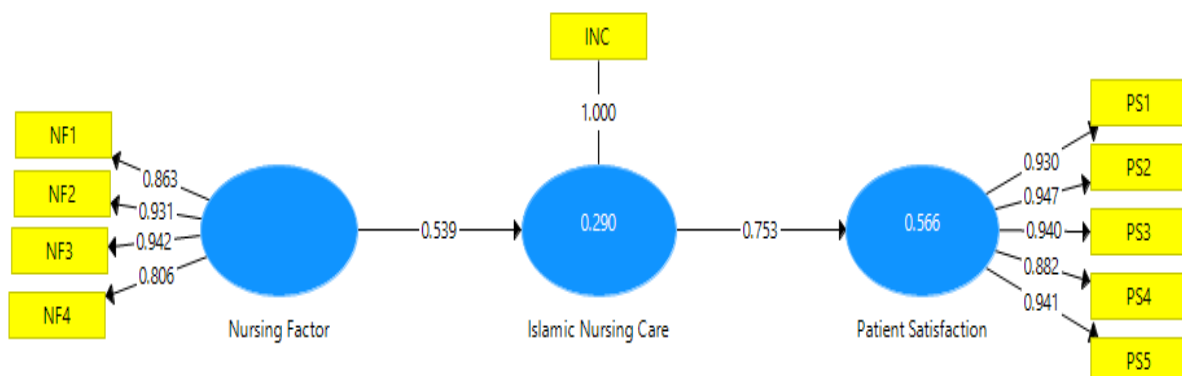 INC
1.000
NF1
NF2
NF3
NF4
0.863
0.931
0.942
0.806
Nursing Factor
0.539
0.290
Islamic Nursing Care
0.753
0.566
Patient Satisfaction
0.930
0.947
0.940
0.882
0.941
PS1
PS2
PS3
PS4
PS5